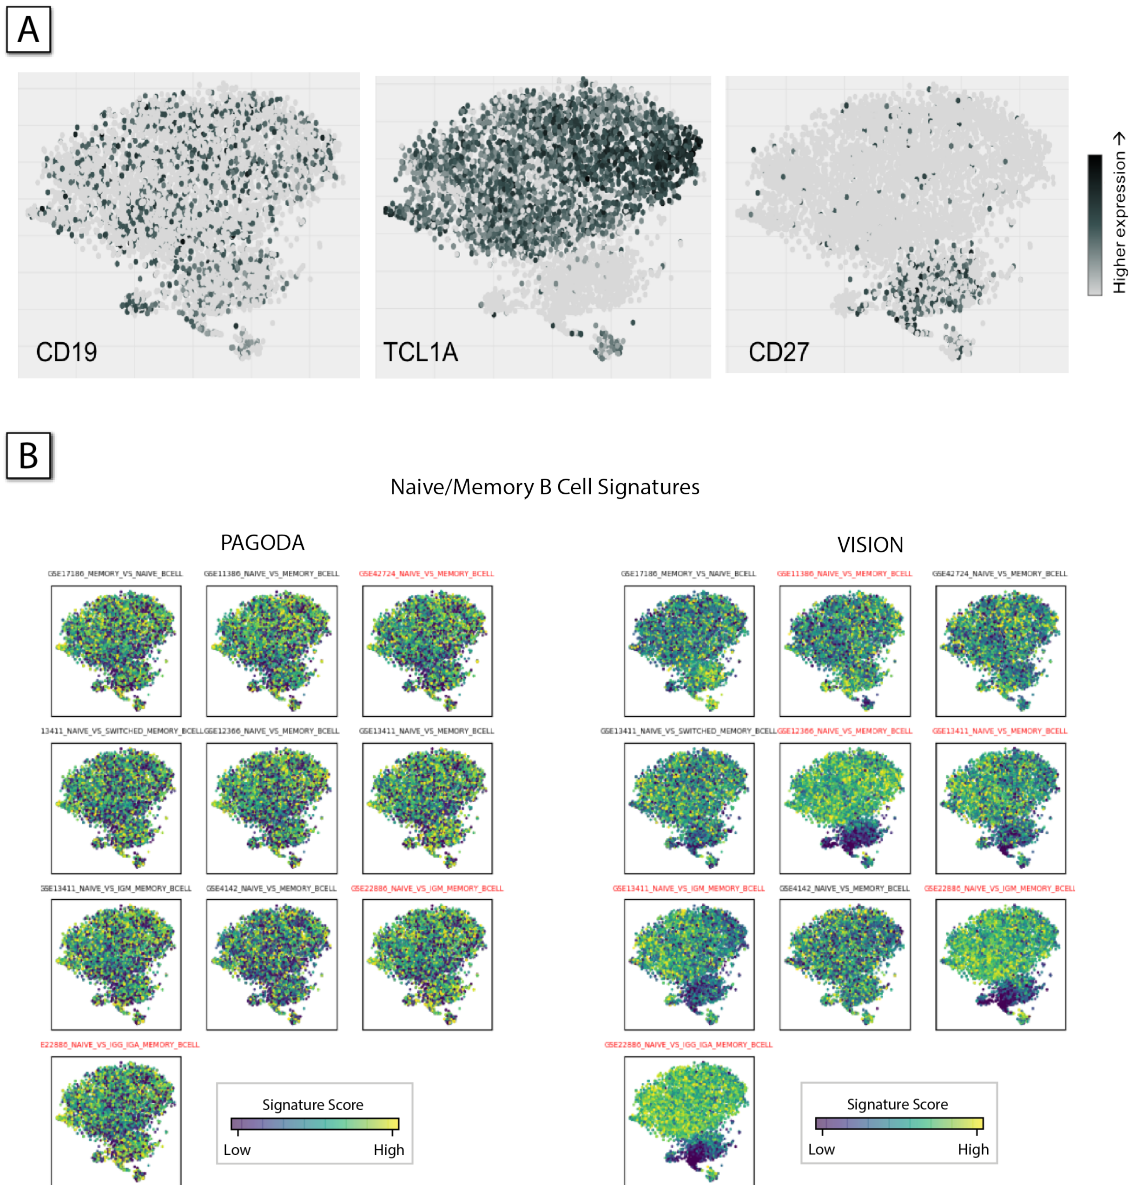 A
CD19
TCL1A
CD27
Higher expression →
B
Naive/Memory B Cell Signatures
PAGODA
VISION
GSE17186_MEMORY_VS_NAIVE_BCELL
GSE11386_NAIVE_VS_MEMORY_BCELL
GSE42724_NAIVE_VS_MEMORY_BCELL
GSE17186_MEMORY_VS_NAIVE_BCELL
GSE11386_NAIVE_VS_MEMORY_BCELL
GSE42724_NAIVE_VS_MEMORY_BCELL
13411_NAIVE_VS_SWITCHED_MEMORY_BCELL
GSE12366_NAIVE_VS_MEMORY_BCELL
GSE13411_NAIVE_VS_MEMORY_BCELL
GSE13411_NAIVE_VS_SWITCHED_MEMORY_BCELL
GSE12366_NAIVE_VS_MEMORY_BCELL
GSE13411_NAIVE_VS_MEMORY_BCELL
GSE13411_NAIVE_VS_IGM_MEMORY_BCELL
GSE4142_NAIVE_VS_MEMORY_BCELL
GSE22886_NAIVE_VS_IGM_MEMORY_BCELL
GSE13411_NAIVE_VS_IGM_MEMORY_BCELL
GSE4142_NAIVE_VS_MEMORY_BCELL
GSE22886_NAIVE_VS_IGM_MEMORY_BCELL
E22886_NAIVE_VS_IGG_IGA_MEMORY_BCELL
GSE22886_NAIVE_VS_IGG_IGA_MEMORY_BCELL
Signature Score
Low High
Signature Score
Low High